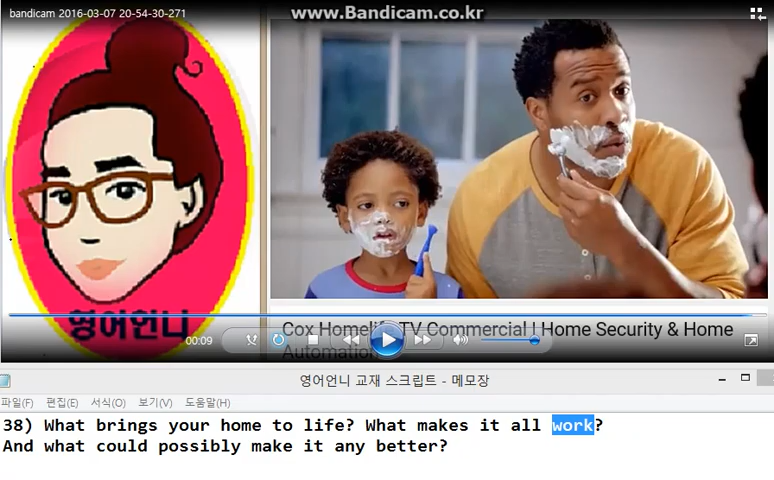 www.Bandicam.co.kr
bandicam 2016-03-07 20-54-30-271
영어언니
Cox Homelife TV Commercial | Home Security & Home
Automation
00:09
영어언니 교재 스크립트 - 메모장
파일(F) 편집(E) 서식(O) 보기(V) 도움말(H)
38) What brings your home to life? What makes it all work?
And what could possibly make it any better?